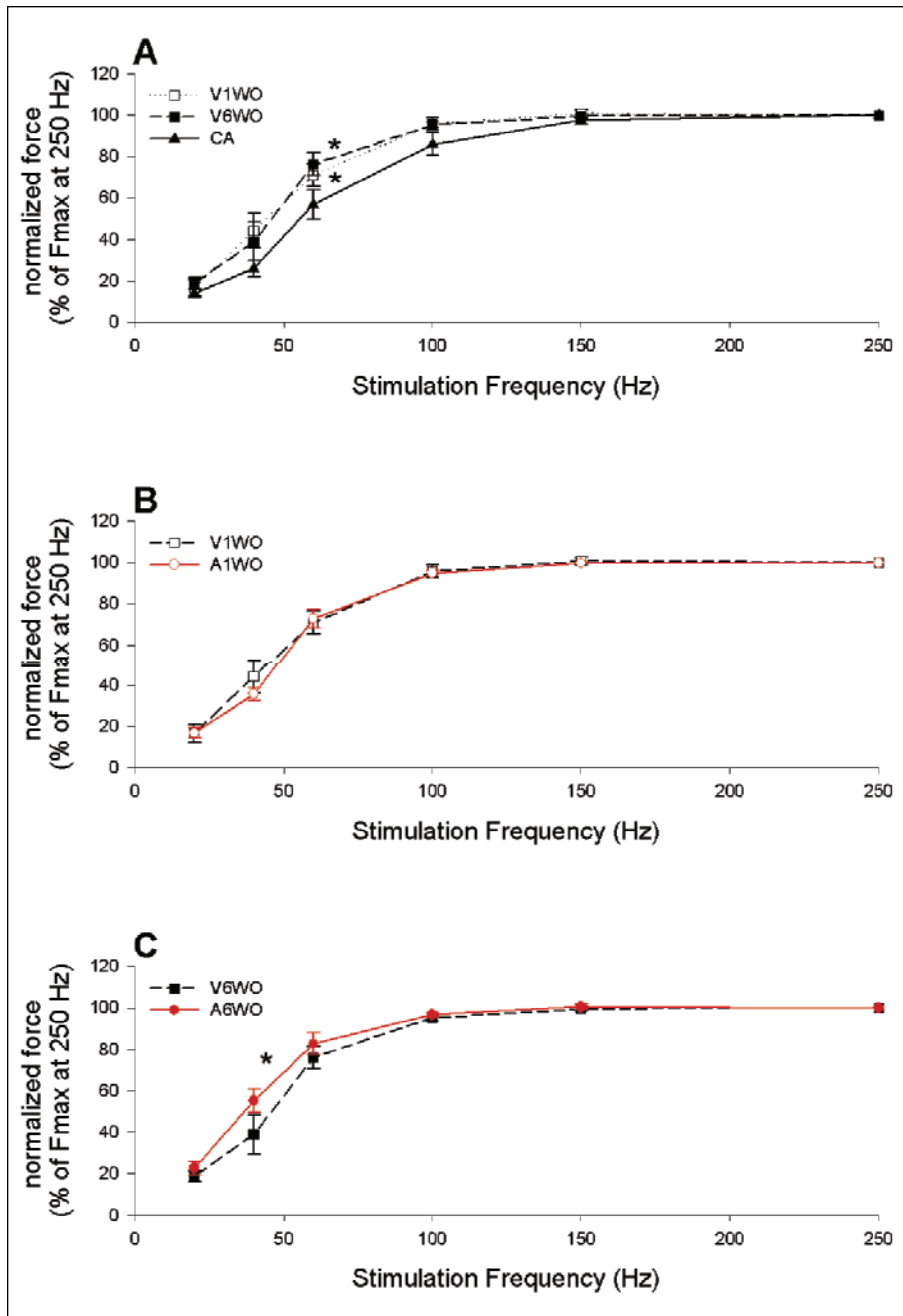 A
120
100
80
60
40
20
0
normalized force
(% of Fmax at 250 Hz)
V1WO
V6WO
CA
*
*
0 50 100 150 200 250
Stimulation Frequency (Hz)
B
120
100
80
60
40
20
0
normalized force
(% of Fmax at 250 Hz)
V1WO
A1WO
0 50 100 150 200 250
Stimulation Frequency (Hz)
C
120
100
80
60
40
20
0
normalized force
(% of Fmax at 250 Hz)
V6WO
A6WO
*
0 50 100 150 200 250
Stimulation Frequency (Hz)